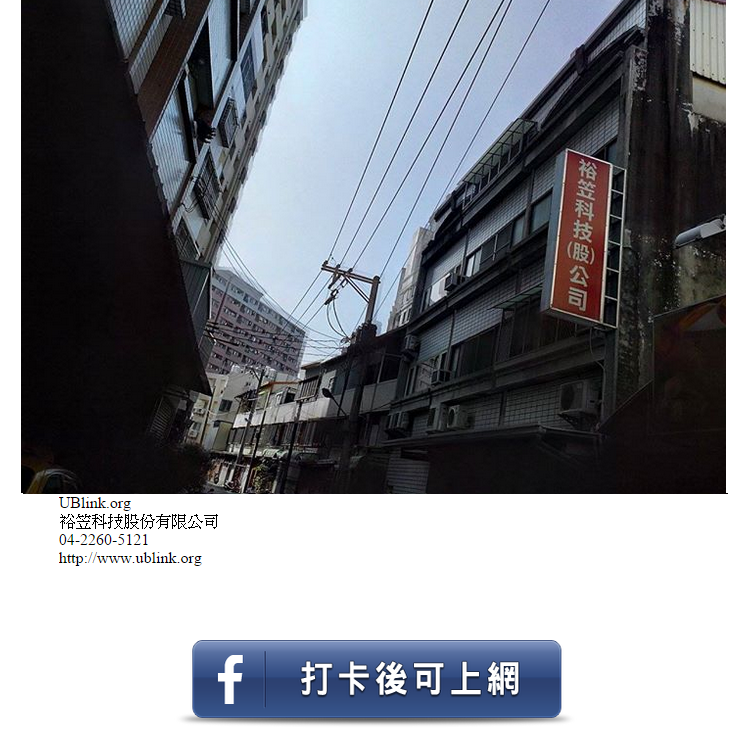 裕笠科技(股)公司
UBlink.org
裕笠科技股份有限公司
04-2260-5121
http://www.ublink.org
f 打卡後可上網